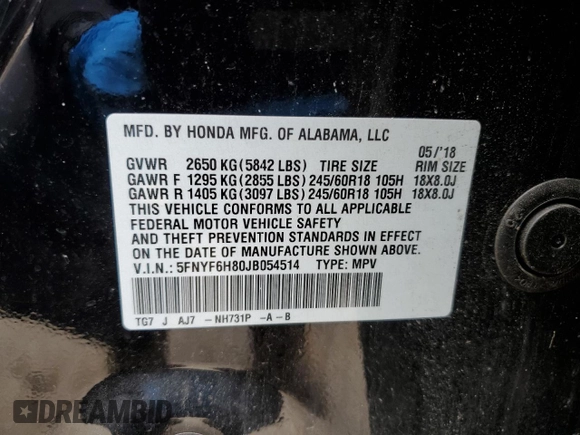 MFD. BY HONDA MFG. OF ALABAMA, LLC
05/'18
GVWR 2650 KG(5842 LBS) TIRE SIZE RIM SIZE
GAWR F 1295 KG(2855 LBS) 245/60R18 105H 18X8.0J
GAWR R 1405 KG(3097 LBS) 245/60R18 105H 18X8.0J
THIS VEHICLE CONFORMS TO ALL APPLICABLE
FEDERAL MOTOR VEHICLE SAFETY
AND THEFT PREVENTION STANDARDS IN EFFECT
ON THE DATE OF MANUFACTURE SHOWN ABOVE.
V.I.N.: 5FNYF6H80JB054514 TYPE: MPV
TG7 J AJ7 -NH731P -A-B
DREAMBID